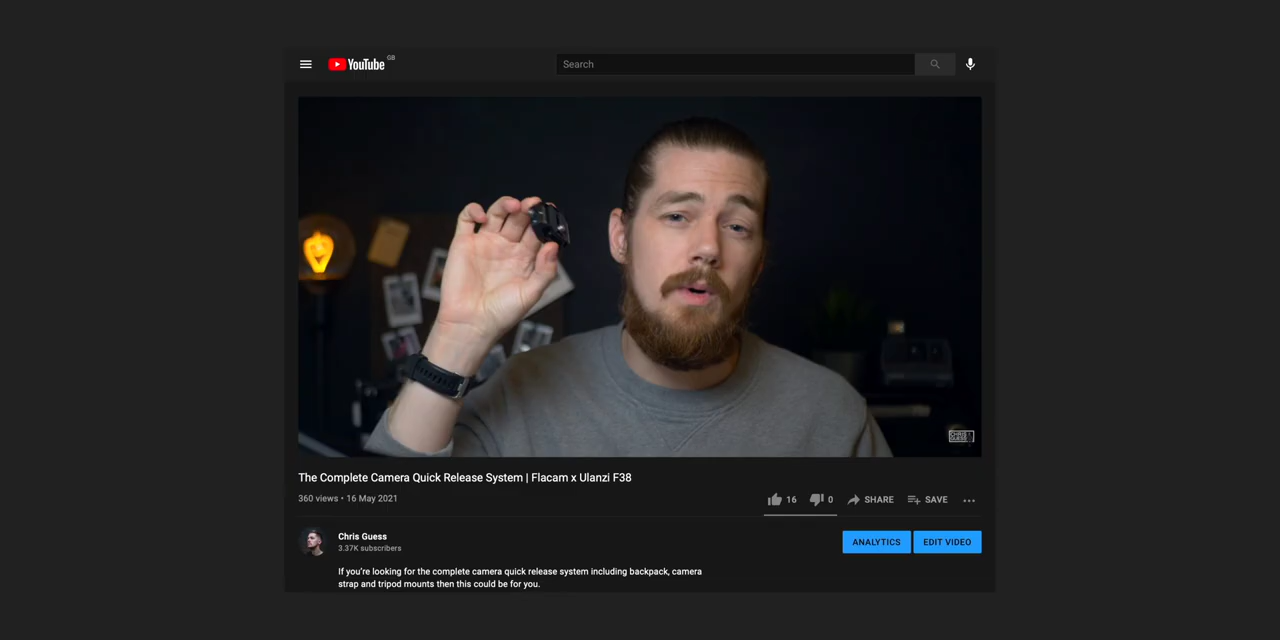 YouTube GB
Search
CHRIS
GUESS
The Complete Camera Quick Release System | Flacam x Ulanzi F38
360 views • 16 May 2021
16
0
SHARE
SAVE
Chris Guess
3.37K subscribers
ANALYTICS
EDIT VIDEO
If you're looking for the complete camera quick release system including backpack, camera
strap and tripod mounts then this could be for you.